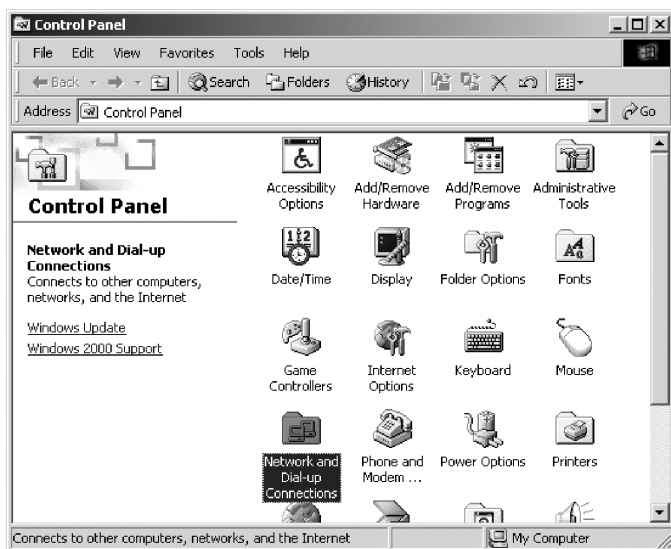 Control Panel
File Edit View Favorites Tools Help
Back Search Folders History
Address Control Panel Go
Control Panel
Network and Dial-up
Connections
Connects to other computers,
networks, and the Internet
Windows Update
Windows 2000 Support
Accessibility
Options
Add/Remove
Hardware
Add/Remove
Programs
Administrative
Tools
Date/Time
Display
Folder Options
Fonts
Game
Controllers
Internet
Options
Keyboard
Mouse
Network and
Dial-up
Connections
Phone and
Modem ...
Power Options
Printers
Connects to other computers, networks, and the Internet
My Computer